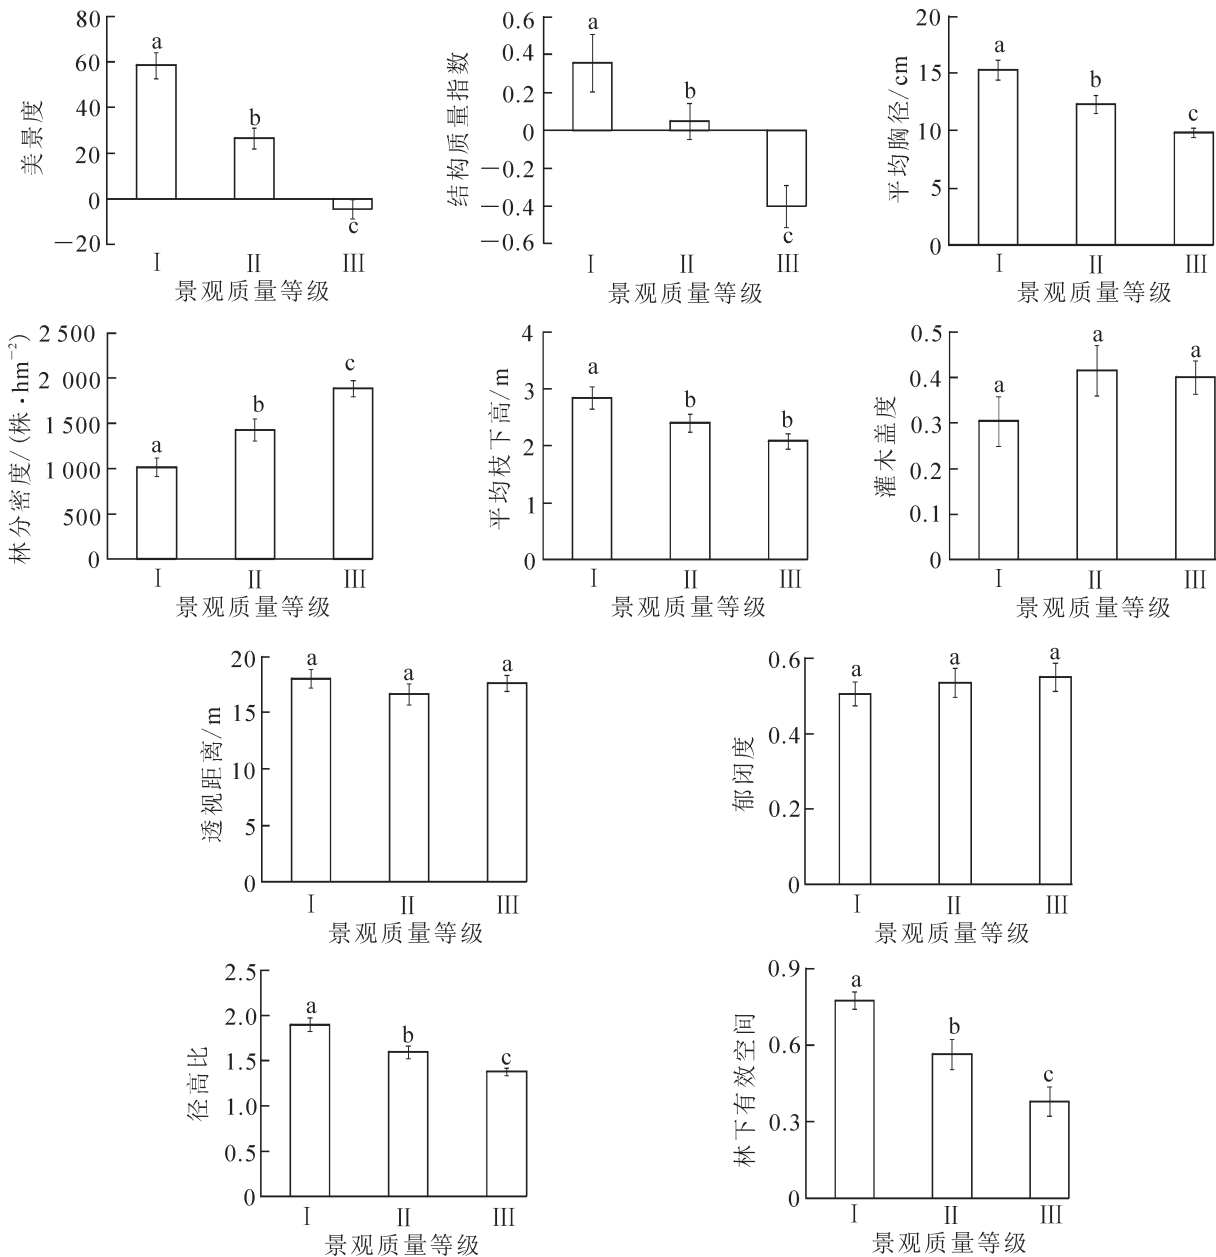 美景度
80
60
40
20
0
−20
a
b
c
I
II
III
景观质量等级
结构质量指数
0.6
0.4
0.2
0
−0.2
−0.4
−0.6
a
b
c
I
II
III
景观质量等级
平均胸径/cm
20
15
10
5
0
a
b
c
I
II
III
景观质量等级
林分密度/(株·hm⁻²)
2 500
2 000
1 500
1 000
500
0
a
b
c
I
II
III
景观质量等级
平均枝下高/m
4
3
2
1
0
a
b
b
I
II
III
景观质量等级
灌木盖度
0.5
0.4
0.3
0.2
0.1
0
a
a
a
I
II
III
景观质量等级
透视距离/m
20
15
10
5
0
a
a
a
I
II
III
景观质量等级
郁闭度
0.6
0.4
0.2
0
a
a
a
I
II
III
景观质量等级
径高比
2.5
2.0
1.5
1.0
0.5
0
a
b
c
I
II
III
景观质量等级
林下有效空间
0.9
0.6
0.3
0
a
b
c
I
II
III
景观质量等级